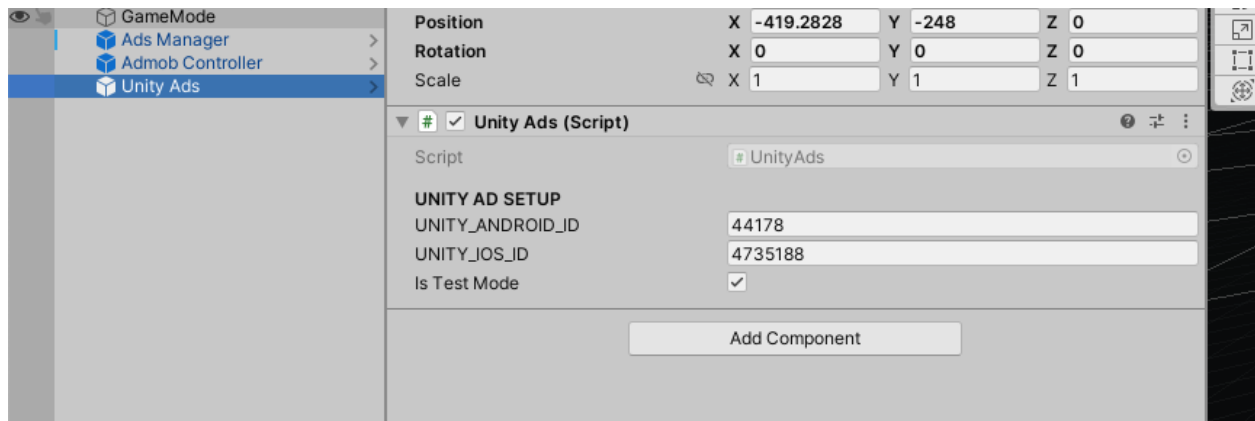 GameMode
Ads Manager
Admob Controller
Unity Ads
Position X -419.2828 Y -248 Z 0
Rotation X 0 Y 0 Z 0
Scale X 1 Y 1 Z 1
# Unity Ads (Script)
Script # UnityAds
UNITY AD SETUP
UNITY_ANDROID_ID 44178
UNITY_IOS_ID 4735188
Is Test Mode
Add Component